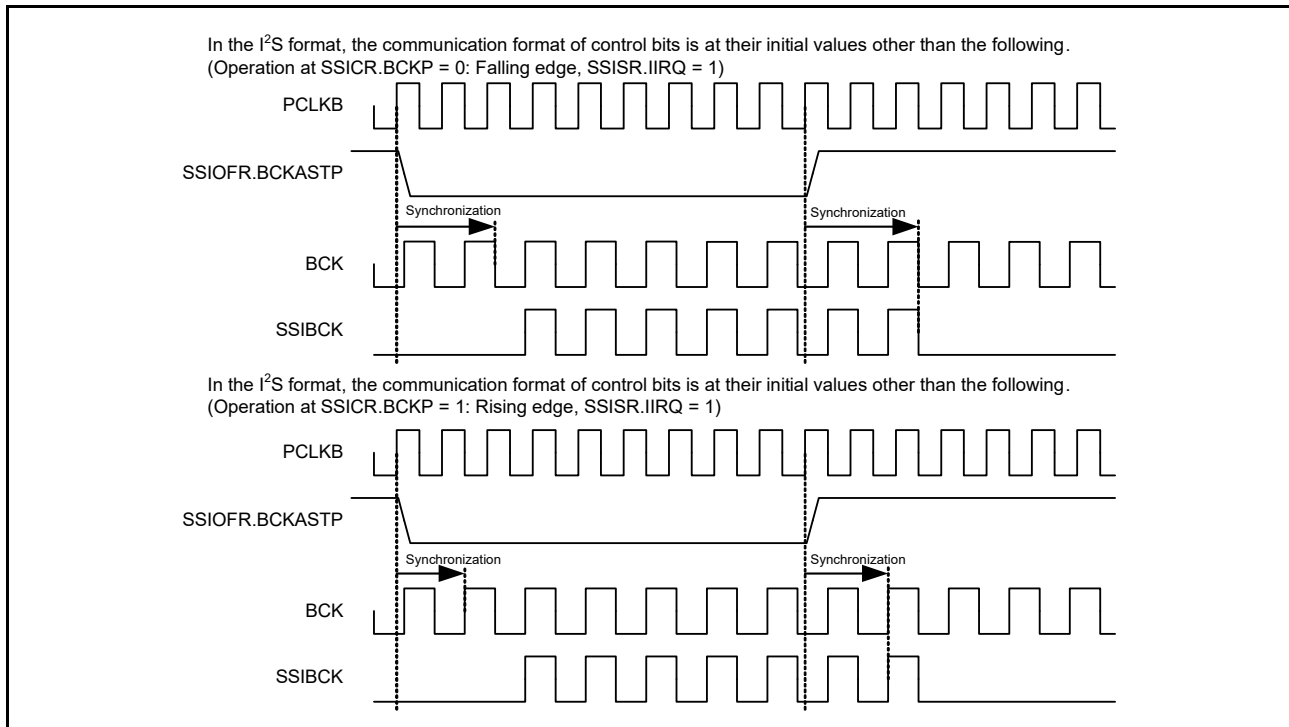 In the I²S format, the communication format of control bits is at their initial values other than the following.
(Operation at SSICR.BCKP = 0: Falling edge, SSISR.IIRQ = 1)
PCLKB
SSIOFR.BCKASTP
Synchronization Synchronization
BCK
SSIBCK
In the I²S format, the communication format of control bits is at their initial values other than the following.
(Operation at SSICR.BCKP = 1: Rising edge, SSISR.IIRQ = 1)
PCLKB
SSIOFR.BCKASTP
Synchronization Synchronization
BCK
SSIBCK